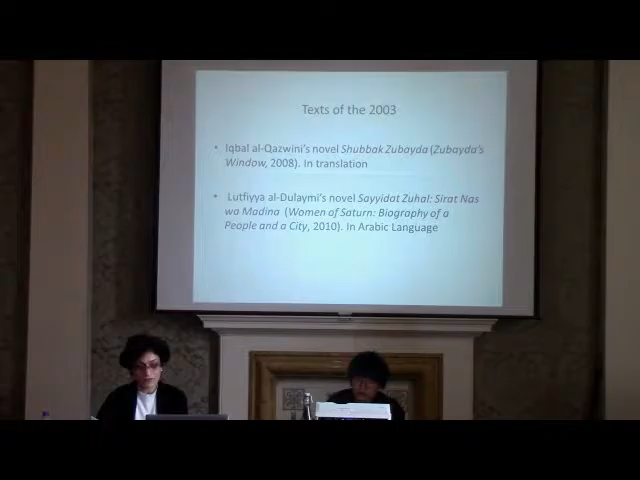 Texts of the 2003
• Iqbal al-Qazwini's novel Shubbak Zubayda (Zubayda's
Window, 2008). In translation
• Lutfiyya al-Dulaymi's novel Sayyidat Zuhal: Sirat Nas
wa Madina (Women of Saturn: Biography of a
People and a City, 2010). In Arabic Language